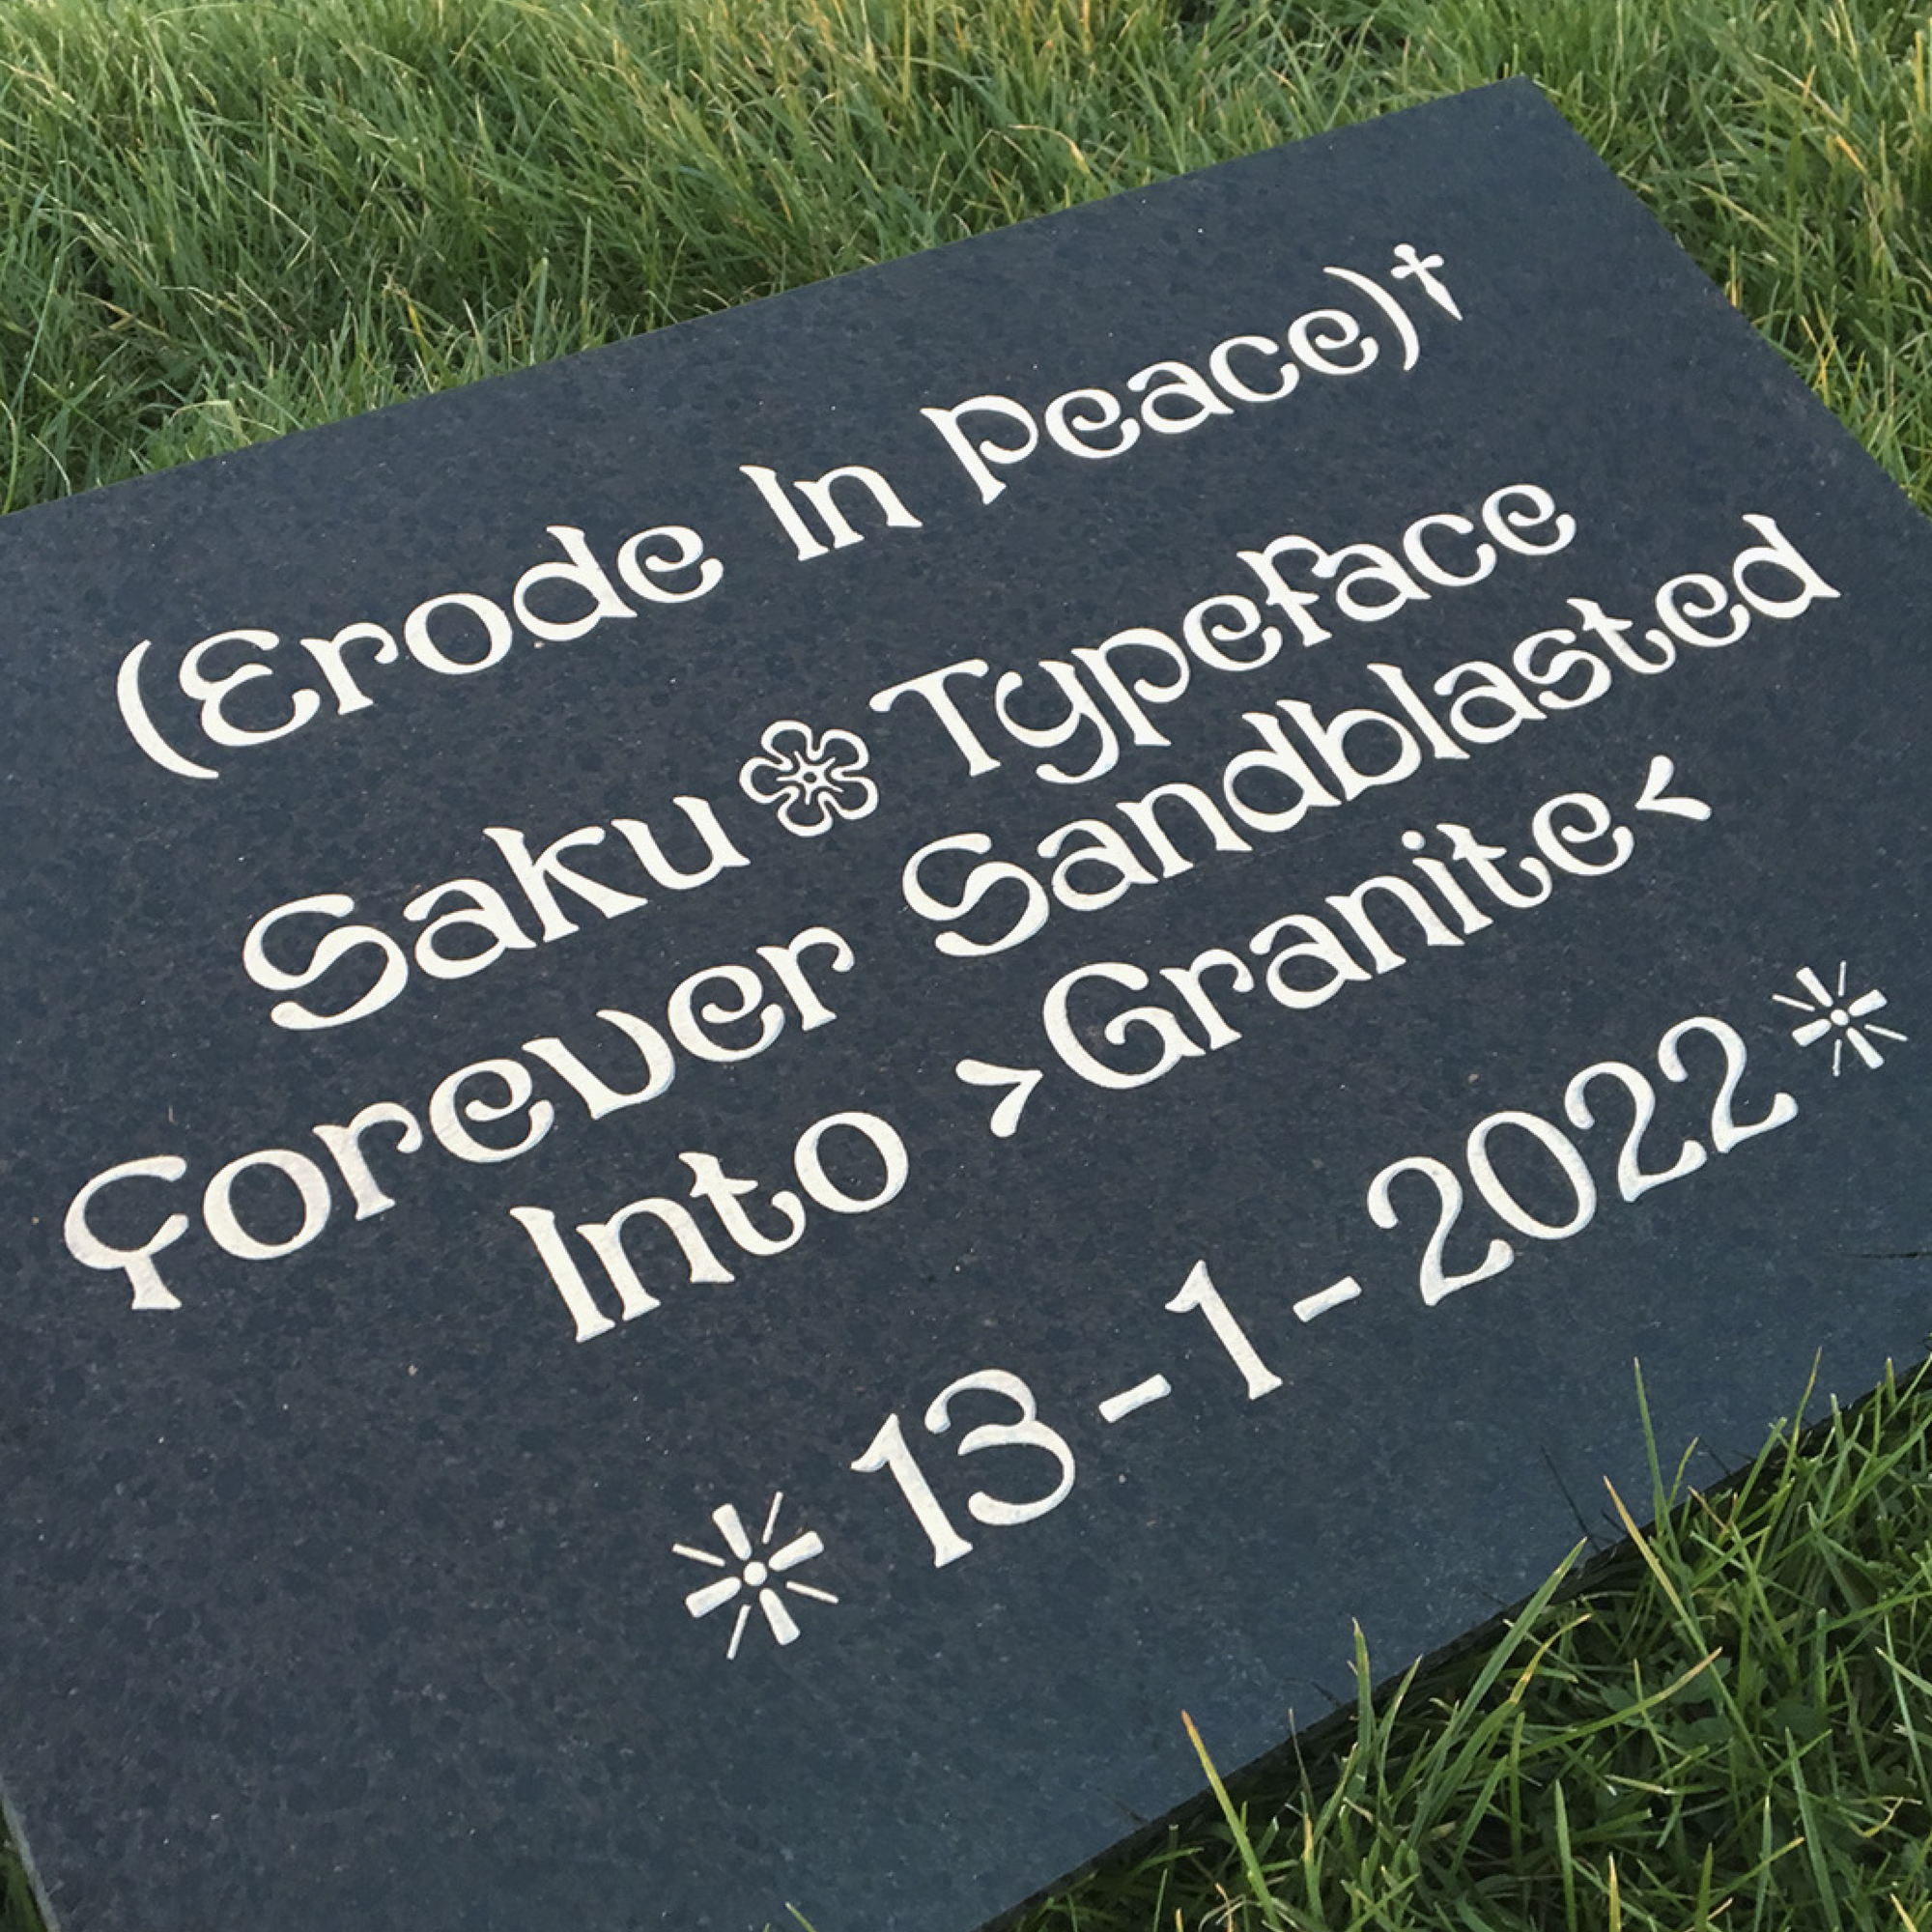 (Erode In Peace)†
Saku❀Typeface
Forever Sandblasted
Into >Granite<
✳ 13-1-2022 ✳